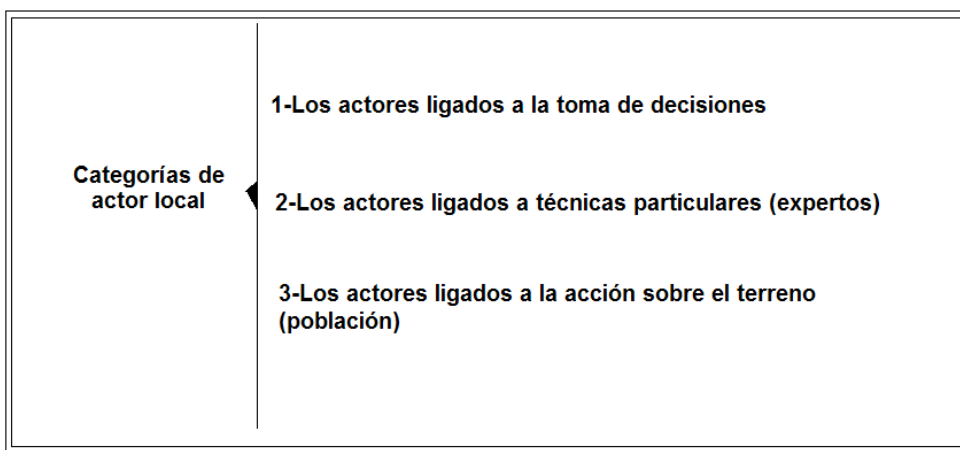 Categorías de
actor local
1-Los actores ligados a la toma de decisiones
2-Los actores ligados a técnicas particulares (expertos)
3-Los actores ligados a la acción sobre el terreno
(población)